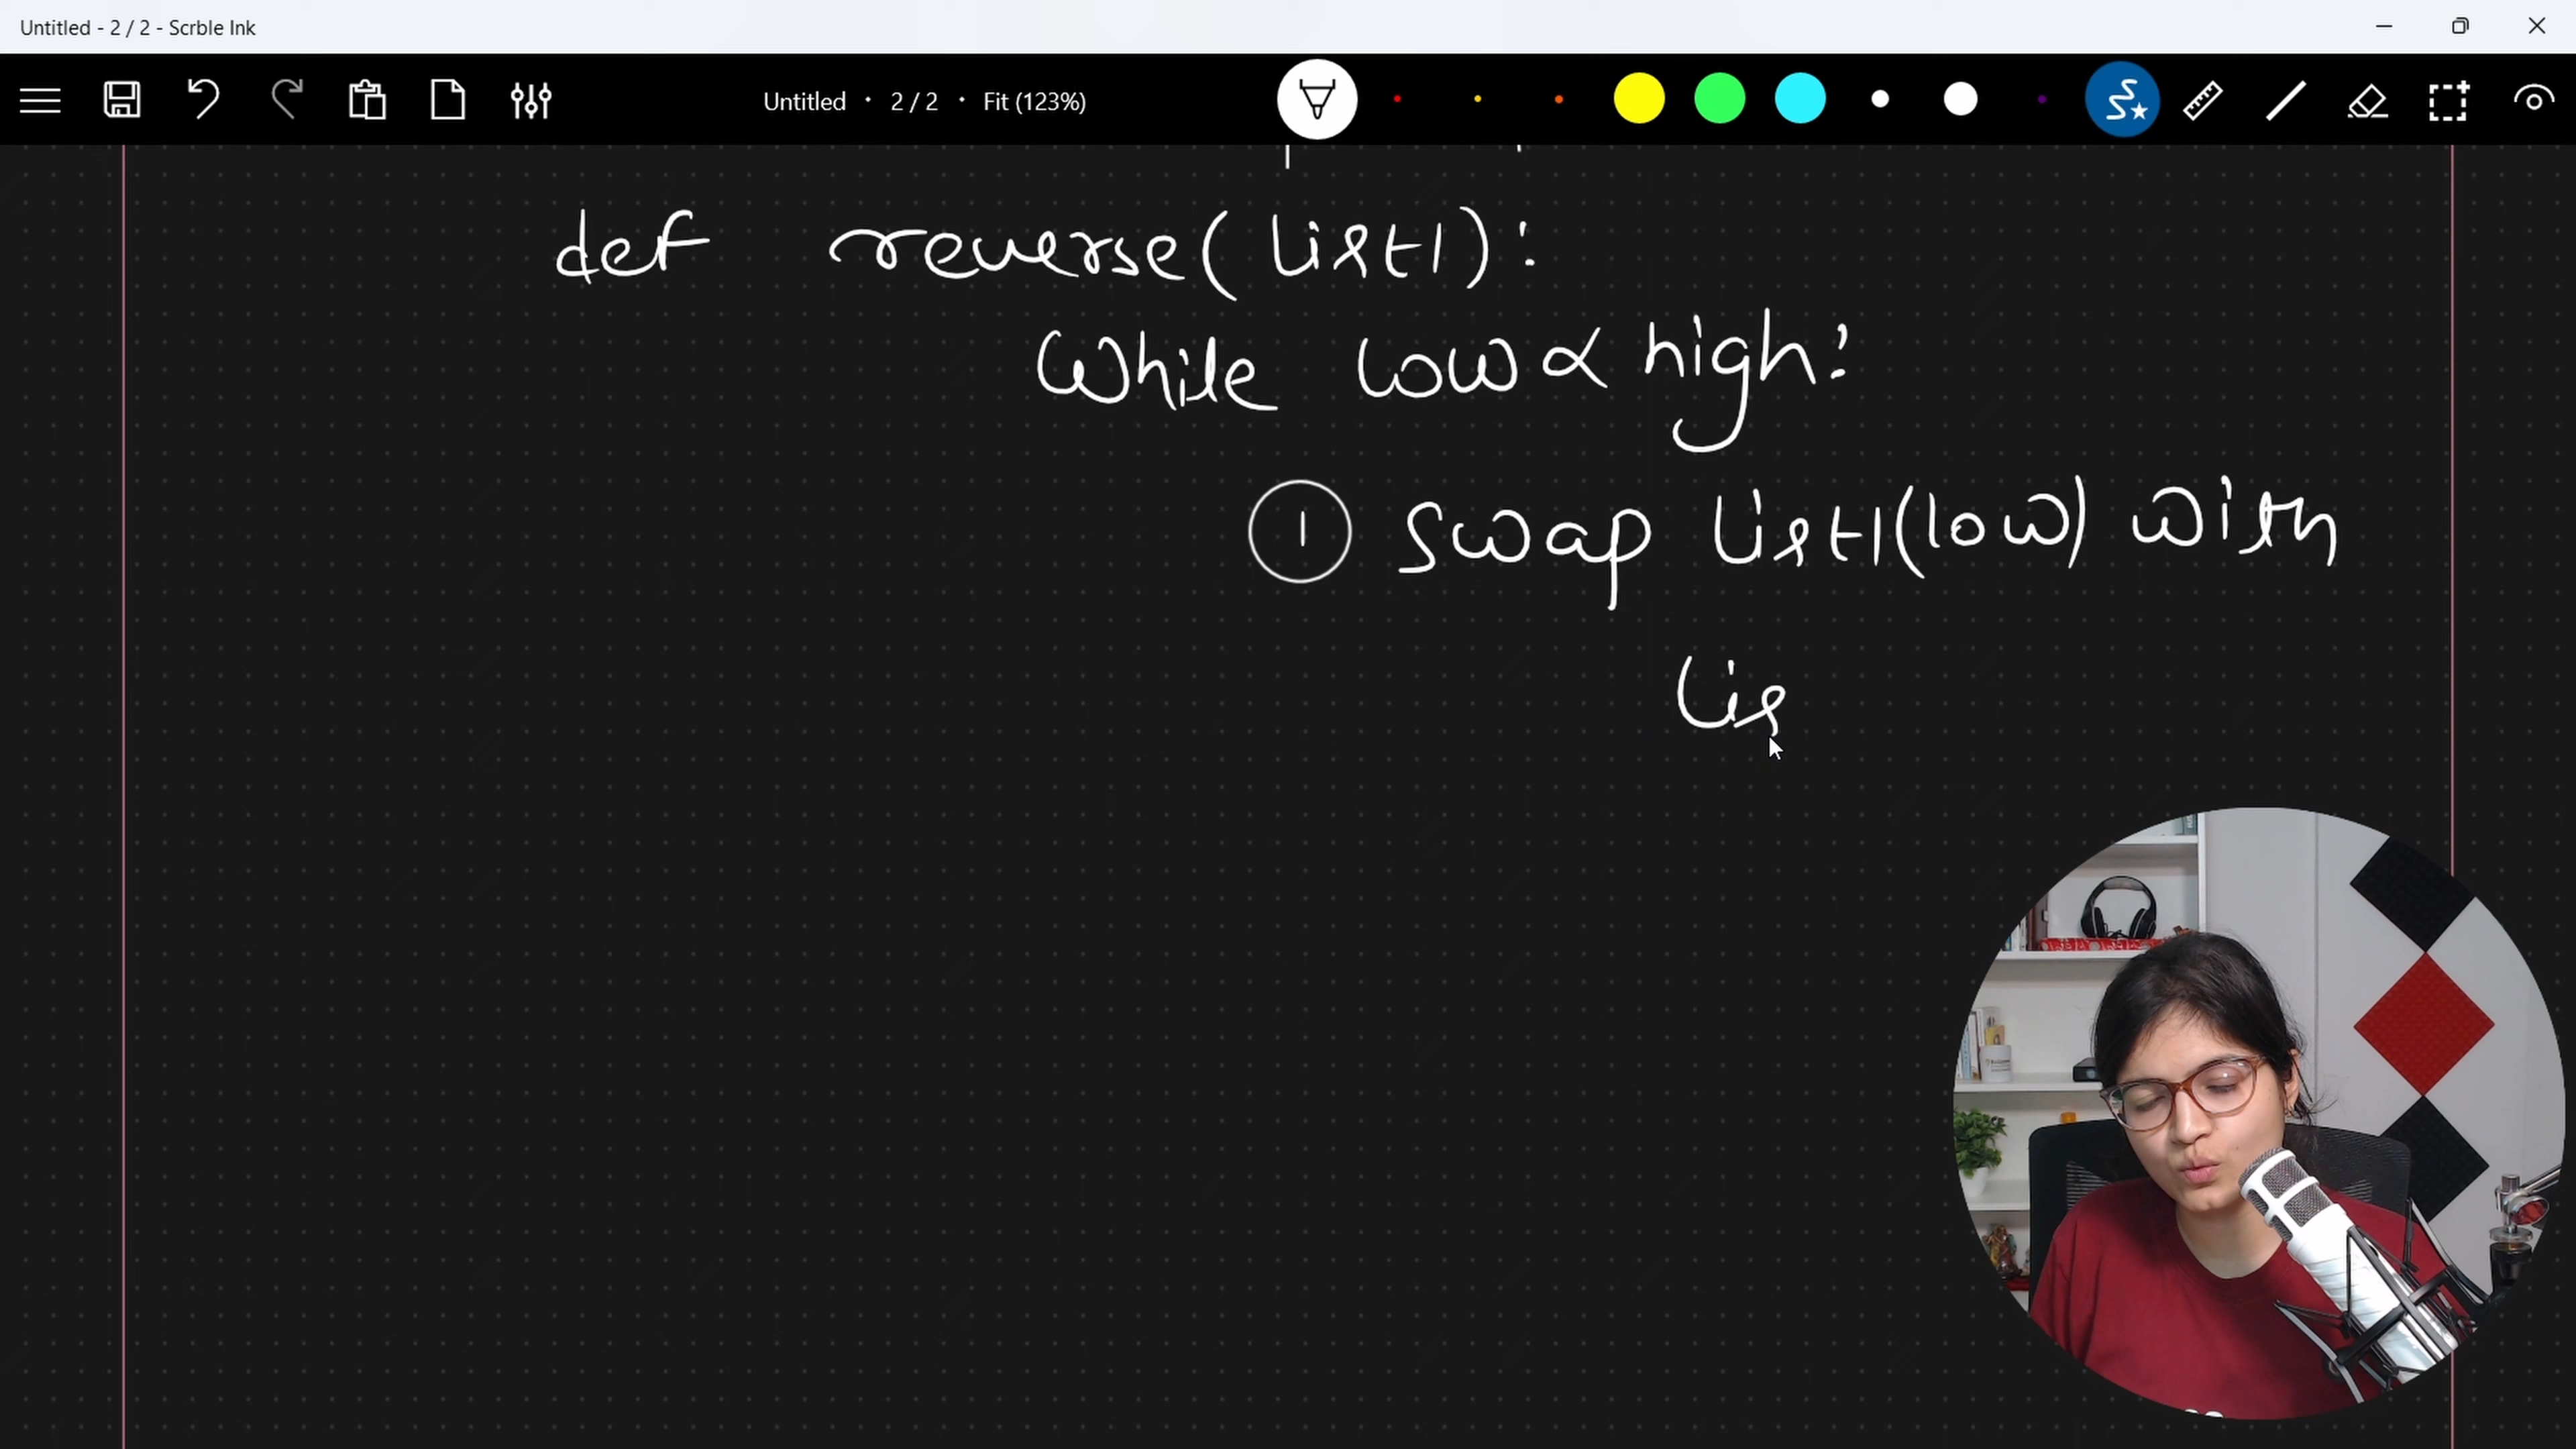 Untitled - 2 / 2 - Scrble Ink
Untitled • 2 / 2 • Fit (123%)
def reverse(list1):
While low < high:
1 swap list1(low) with
lis